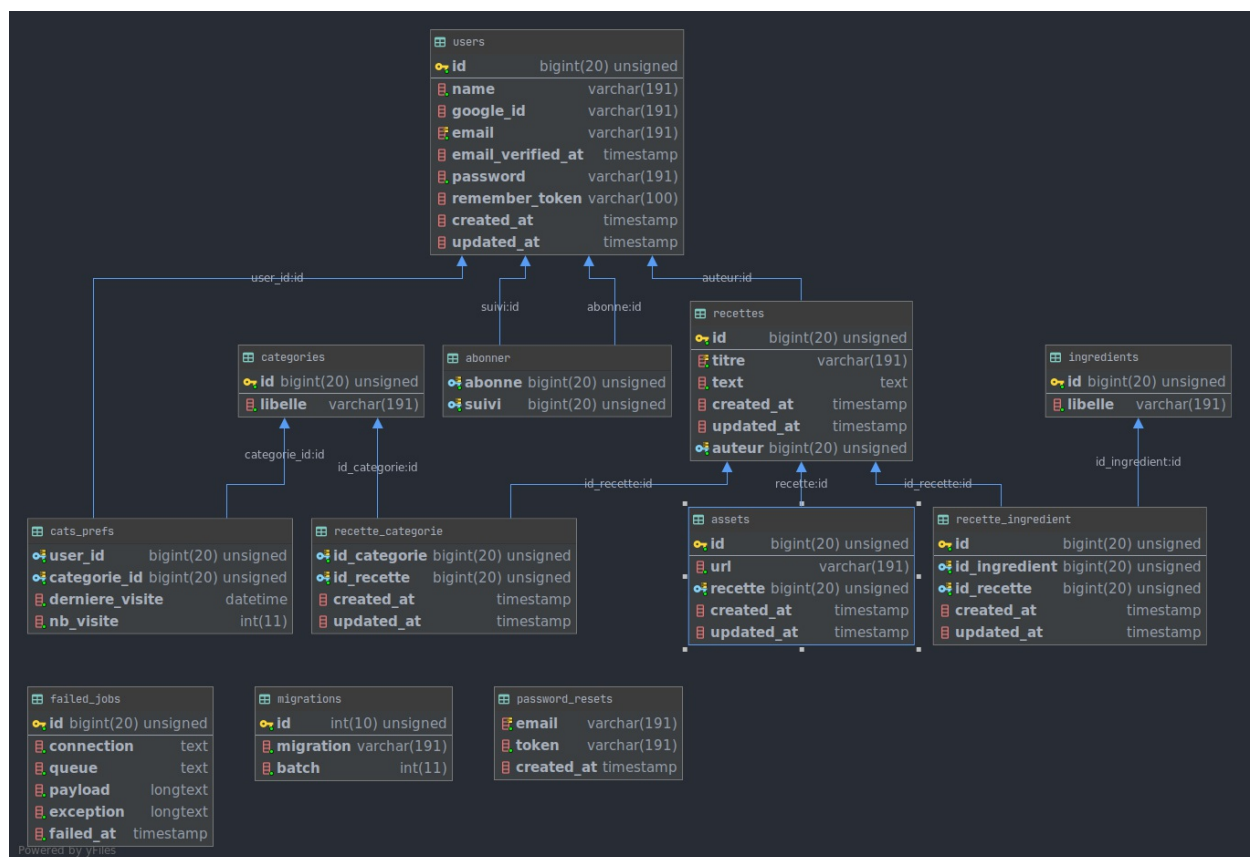 users
id bigint(20) unsigned
name varchar(191)
google_id varchar(191)
email varchar(191)
email_verified_at timestamp
password varchar(191)
remember_token varchar(100)
created_at timestamp
updated_at timestamp
user_id:id
suivi:id
abonne:id
auteur:id
categories
id bigint(20) unsigned
libelle varchar(191)
abonner
abonne bigint(20) unsigned
suivi bigint(20) unsigned
recettes
id bigint(20) unsigned
titre varchar(191)
text text
created_at timestamp
updated_at timestamp
auteur bigint(20) unsigned
ingredients
id bigint(20) unsigned
libelle varchar(191)
categorie_id:id
id_categorie:id
id_recette:id
recette:id
id_recette:id
id_ingredient:id
cats_prefs
user_id bigint(20) unsigned
categorie_id bigint(20) unsigned
derniere_visite datetime
nb_visite int(11)
recette_categorie
id_categorie bigint(20) unsigned
id_recette bigint(20) unsigned
created_at timestamp
updated_at timestamp
assets
id bigint(20) unsigned
url varchar(191)
recette bigint(20) unsigned
created_at timestamp
updated_at timestamp
recette_ingredient
id bigint(20) unsigned
id_ingredient bigint(20) unsigned
id_recette bigint(20) unsigned
created_at timestamp
updated_at timestamp
failed_jobs
id bigint(20) unsigned
connection text
queue text
payload longtext
exception longtext
failed_at timestamp
migrations
id int(10) unsigned
migration varchar(191)
batch int(11)
password_resets
email varchar(191)
token varchar(191)
created_at timestamp
Powered by yFiles